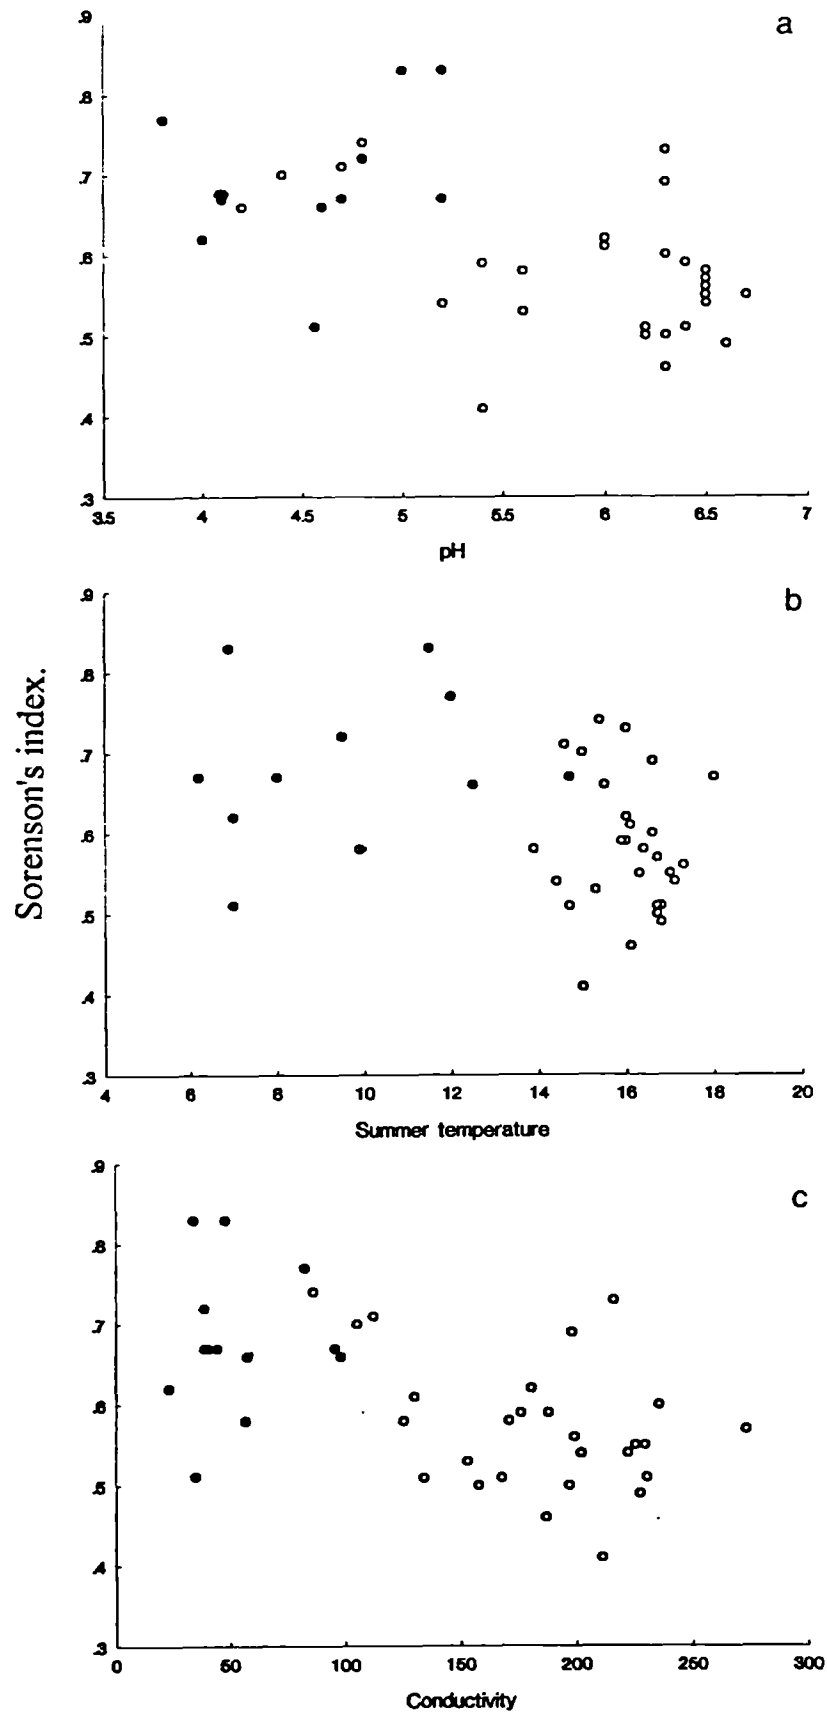 a
.9
.8
.7
.6
.5
.4
.3
3.5 4 4.5 5 5.5 6 6.5 7
pH
Sorenson's index.
b
.9
.8
.7
.6
.5
.4
.3
4 6 8 10 12 14 16 18 20
Summer temperature
c
.9
.8
.7
.6
.5
.4
.3
0 50 100 150 200 250 300
Conductivity